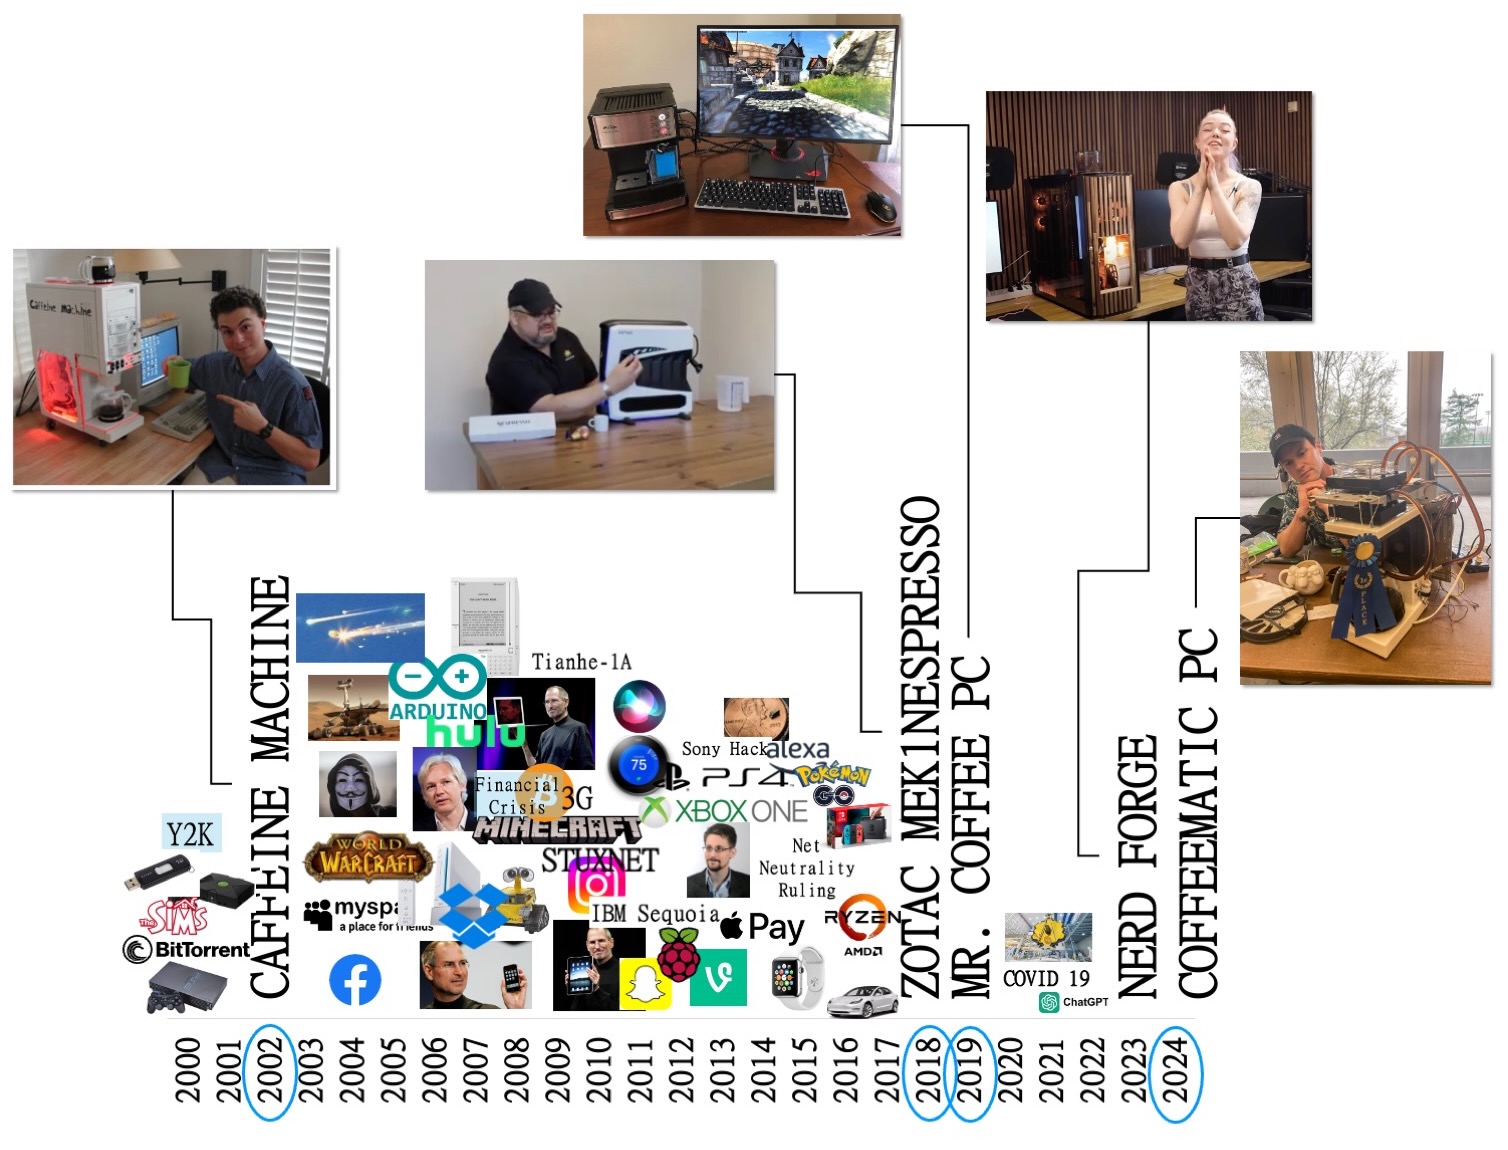 Caffeine Machine
NESPRESSO
1st
PLACE
CAFFEINE MACHINE
ZOTAC MEK1NESPRESSO
MR. COFFEE PC
NERD FORGE
COFFEEMATIC PC
Tianhe-1A
ARDUINO
hulu
75
Sony Hack
alexa
PS4
POKÉMON
GO
Financial
Crisis
3G
XBOX ONE
MINECRAFT
Y2K
WORLD
WARCRAFT
STUXNET
Net
Neutrality
Ruling
The
SIMS
myspa
a place for friends
IBM Sequoia
Pay
RYZEN
AMD
BitTorrent
COVID 19
ChatGPT
2000
2001
2002
2003
2004
2005
2006
2007
2008
2009
2010
2011
2012
2013
2014
2015
2016
2017
2018
2019
2020
2021
2022
2023
2024